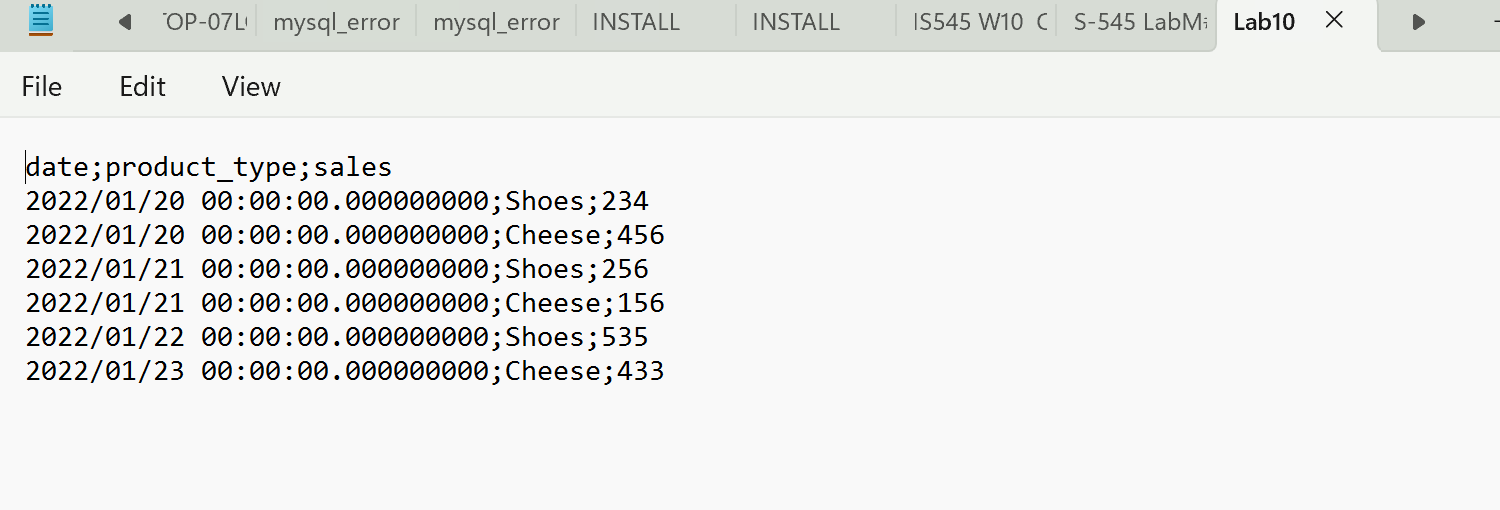 TOP-07L mysql_error mysql_error INSTALL INSTALL IS545 W10 C S-545 LabM Lab10
File Edit View
date;product_type;sales
2022/01/20 00:00:00.000000000;Shoes;234
2022/01/20 00:00:00.000000000;Cheese;456
2022/01/21 00:00:00.000000000;Shoes;256
2022/01/21 00:00:00.000000000;Cheese;156
2022/01/22 00:00:00.000000000;Shoes;535
2022/01/23 00:00:00.000000000;Cheese;433